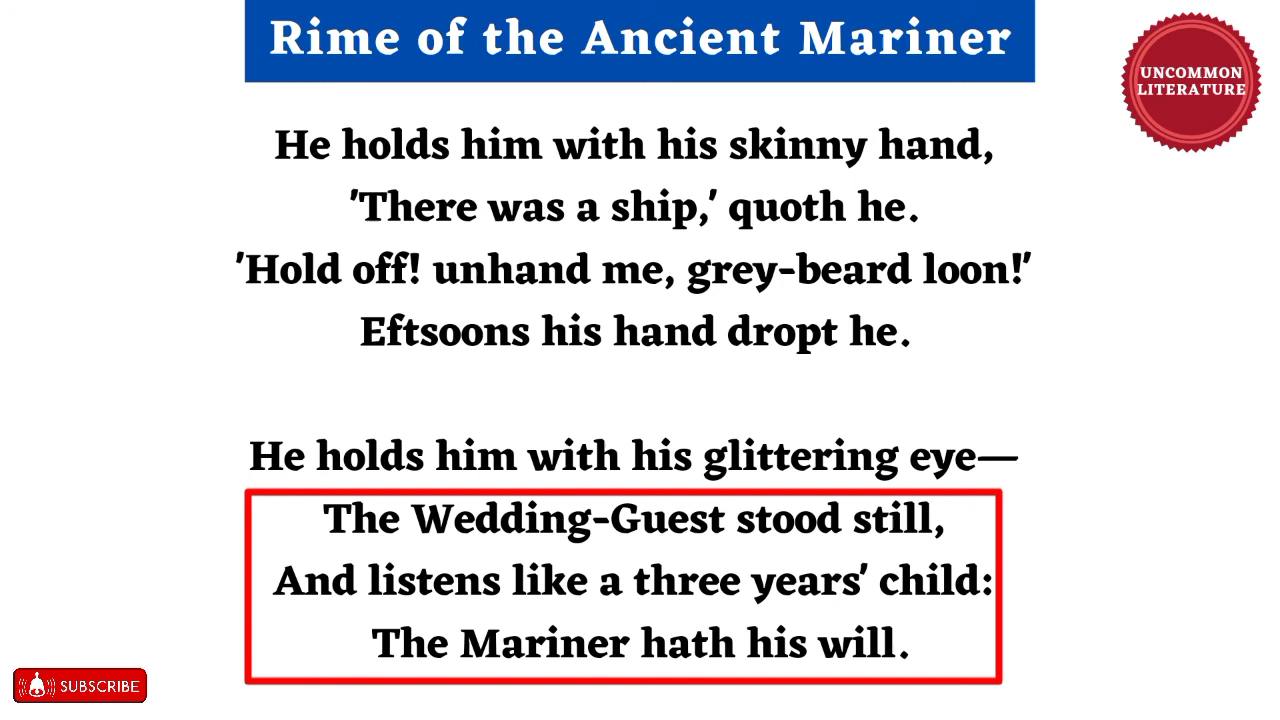 Rime of the Ancient Mariner
UNCOMMON
LITERATURE
He holds him with his skinny hand,
'There was a ship,' quoth he.
'Hold off! unhand me, grey-beard loon!'
Eftsoons his hand dropt he.
He holds him with his glittering eye—
The Wedding-Guest stood still,
And listens like a three years' child:
The Mariner hath his will.
SUBSCRIBE